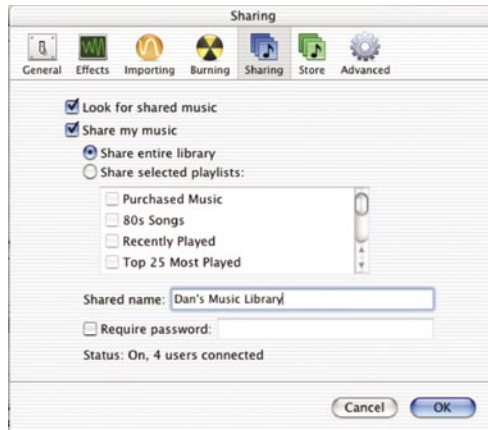 Sharing
General Effects Importing Burning Sharing Store Advanced
Look for shared music
Share my music
Share entire library
Share selected playlists:
Purchased Music
80s Songs
Recently Played
Top 25 Most Played
Shared name: Dan's Music Library
Require password:
Status: On, 4 users connected
Cancel OK